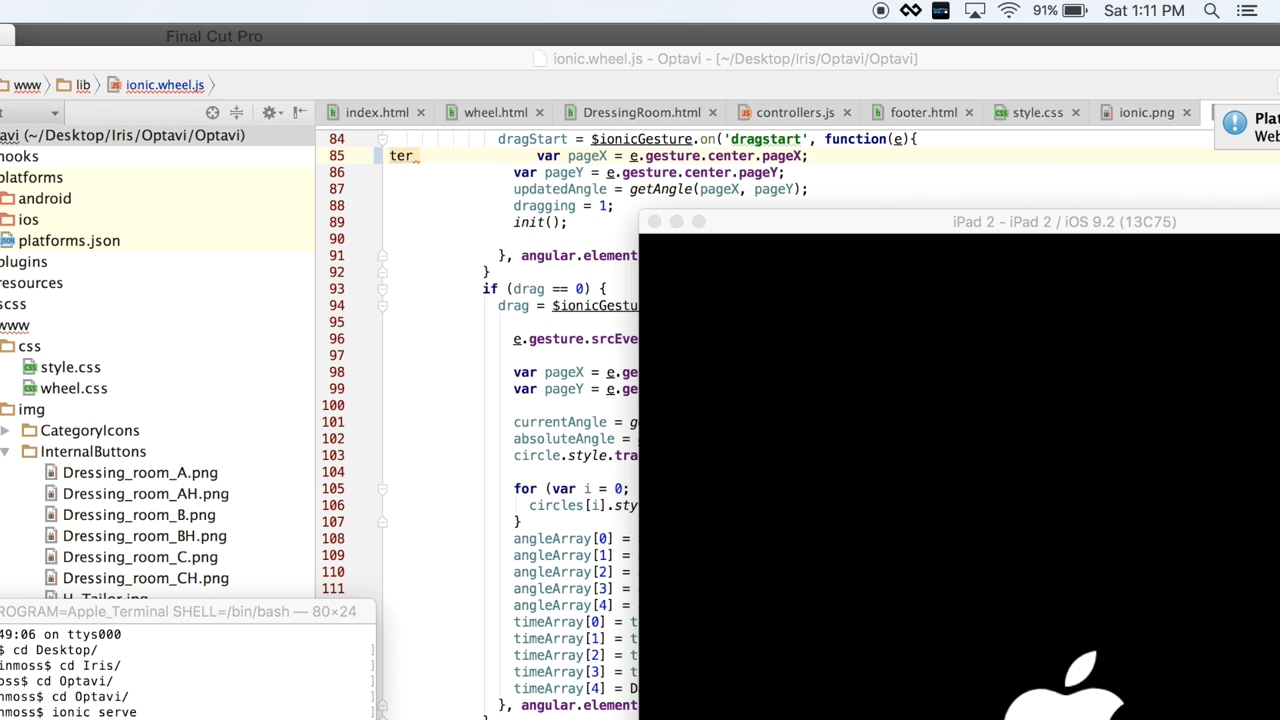 91% Sat 1:11 PM
Final Cut Pro
ionic.wheel.js - Optavi - [~/Desktop/Iris/Optavi/Optavi]
www lib ionic.wheel.js
index.html wheel.html DressingRoom.html controllers.js footer.html style.css ionic.png
Plat
Web
avi (~/Desktop/Iris/Optavi/Optavi)
hooks
platforms
android
ios
platforms.json
plugins
resources
scss
www
css
style.css
wheel.css
img
CategoryIcons
InternalButtons
Dressing_room_A.png
Dressing_room_AH.png
Dressing_room_B.png
Dressing_room_BH.png
Dressing_room_C.png
Dressing_room_CH.png
H_Tailor.jpg
84 dragStart = $ionicGesture.on('dragstart', function(e){
85 ter var pageX = e.gesture.center.pageX;
86 var pageY = e.gesture.center.pageY;
87 updatedAngle = getAngle(pageX, pageY);
88 dragging = 1;
89 init();
90
91 }, angular.element
92 }
93 if (drag == 0) {
94 drag = $ionicGestu
95
96 e.gesture.srcEve
97
98 var pageX = e.ge
99 var pageY = e.ge
100
101 currentAngle = g
102 absoluteAngle =
103 circle.style.tra
104
105 for (var i = 0;
106 circles[i].sty
107 }
108 angleArray[0] =
109 angleArray[1] =
110 angleArray[2] =
111 angleArray[3] =
angleArray[4] =
timeArray[0] = t
timeArray[1] = t
timeArray[2] = t
timeArray[3] = t
timeArray[4] = D
}, angular.element
iPad 2 - iPad 2 / iOS 9.2 (13C75)
ROGRAM=Apple_Terminal SHELL=/bin/bash — 80×24
49:06 on ttys000
$ cd Desktop/
inmoss$ cd Iris/
oss$ cd Optavi/
nmoss$ cd Optavi/
nmoss$ ionic serve